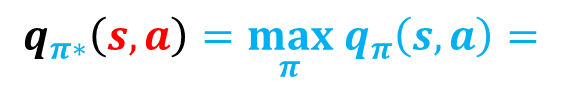 q_{π*}(s,a) = max_π q_π(s,a) =